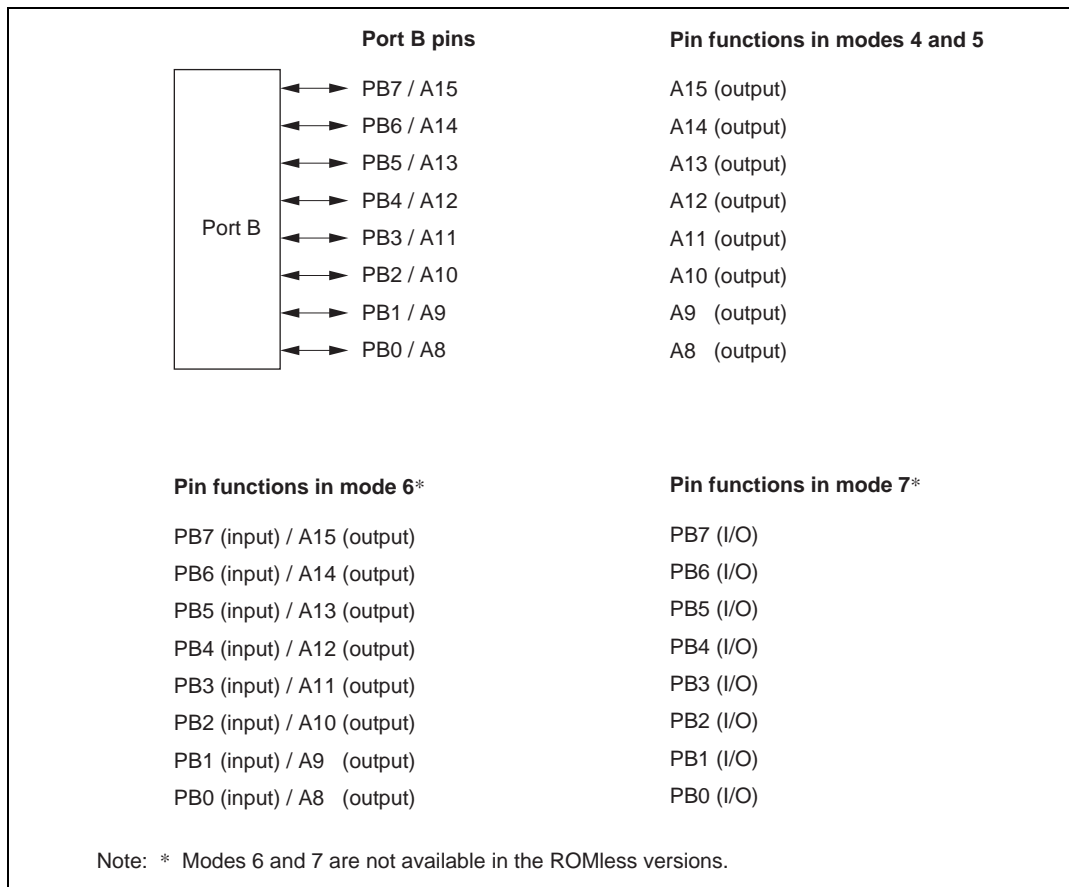 Port B pins
Pin functions in modes 4 and 5
Port B
PB7 / A15
A15 (output)
PB6 / A14
A14 (output)
PB5 / A13
A13 (output)
PB4 / A12
A12 (output)
PB3 / A11
A11 (output)
PB2 / A10
A10 (output)
PB1 / A9
A9 (output)
PB0 / A8
A8 (output)
Pin functions in mode 6*
PB7 (input) / A15 (output)
PB6 (input) / A14 (output)
PB5 (input) / A13 (output)
PB4 (input) / A12 (output)
PB3 (input) / A11 (output)
PB2 (input) / A10 (output)
PB1 (input) / A9 (output)
PB0 (input) / A8 (output)
Pin functions in mode 7*
PB7 (I/O)
PB6 (I/O)
PB5 (I/O)
PB4 (I/O)
PB3 (I/O)
PB2 (I/O)
PB1 (I/O)
PB0 (I/O)
Note: * Modes 6 and 7 are not available in the ROMless versions.